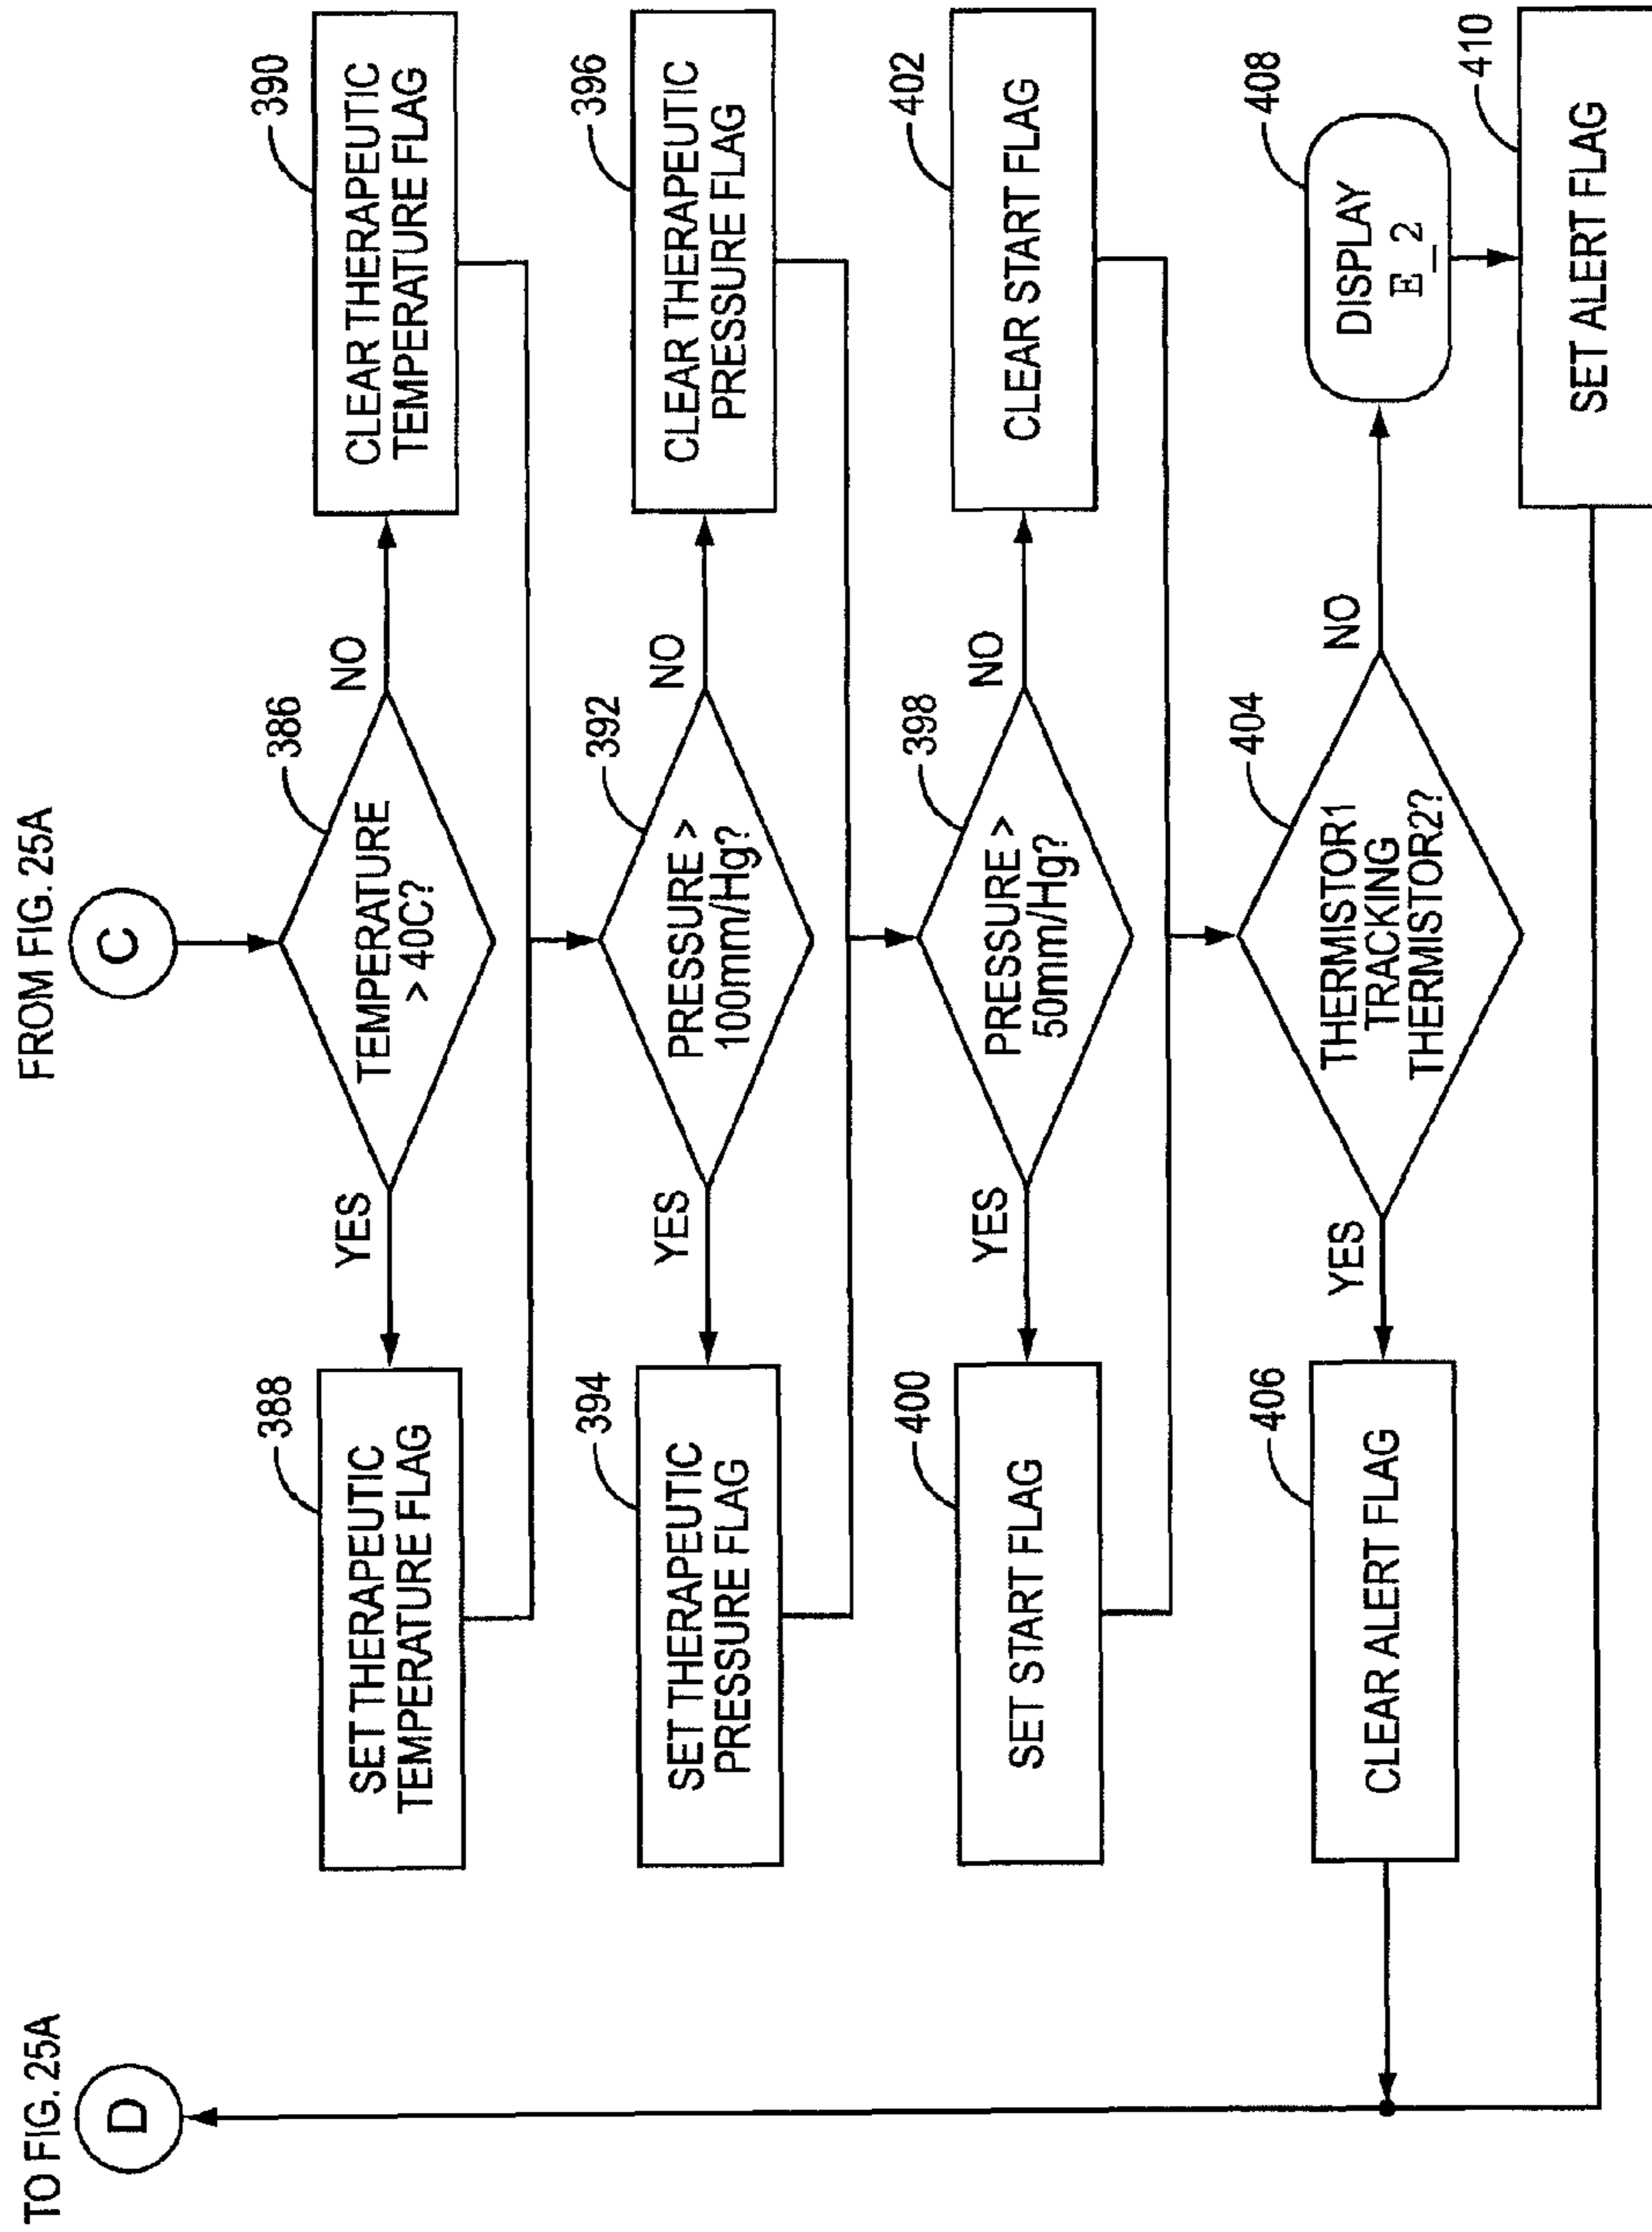 TO FIG. 25A
D
FROM FIG. 25A
C
386
TEMPERATURE
> 40C?
YES
NO
388
SET THERAPEUTIC
TEMPERATURE FLAG
390
CLEAR THERAPEUTIC
TEMPERATURE FLAG
392
PRESSURE >
100mm/Hg?
YES
NO
394
SET THERAPEUTIC
PRESSURE FLAG
396
CLEAR THERAPEUTIC
PRESSURE FLAG
398
PRESSURE >
50mm/Hg?
YES
NO
400
SET START FLAG
402
CLEAR START FLAG
404
THERMISTOR1
TRACKING
THERMISTOR2?
YES
NO
406
CLEAR ALERT FLAG
408
DISPLAY
E_2
410
SET ALERT FLAG